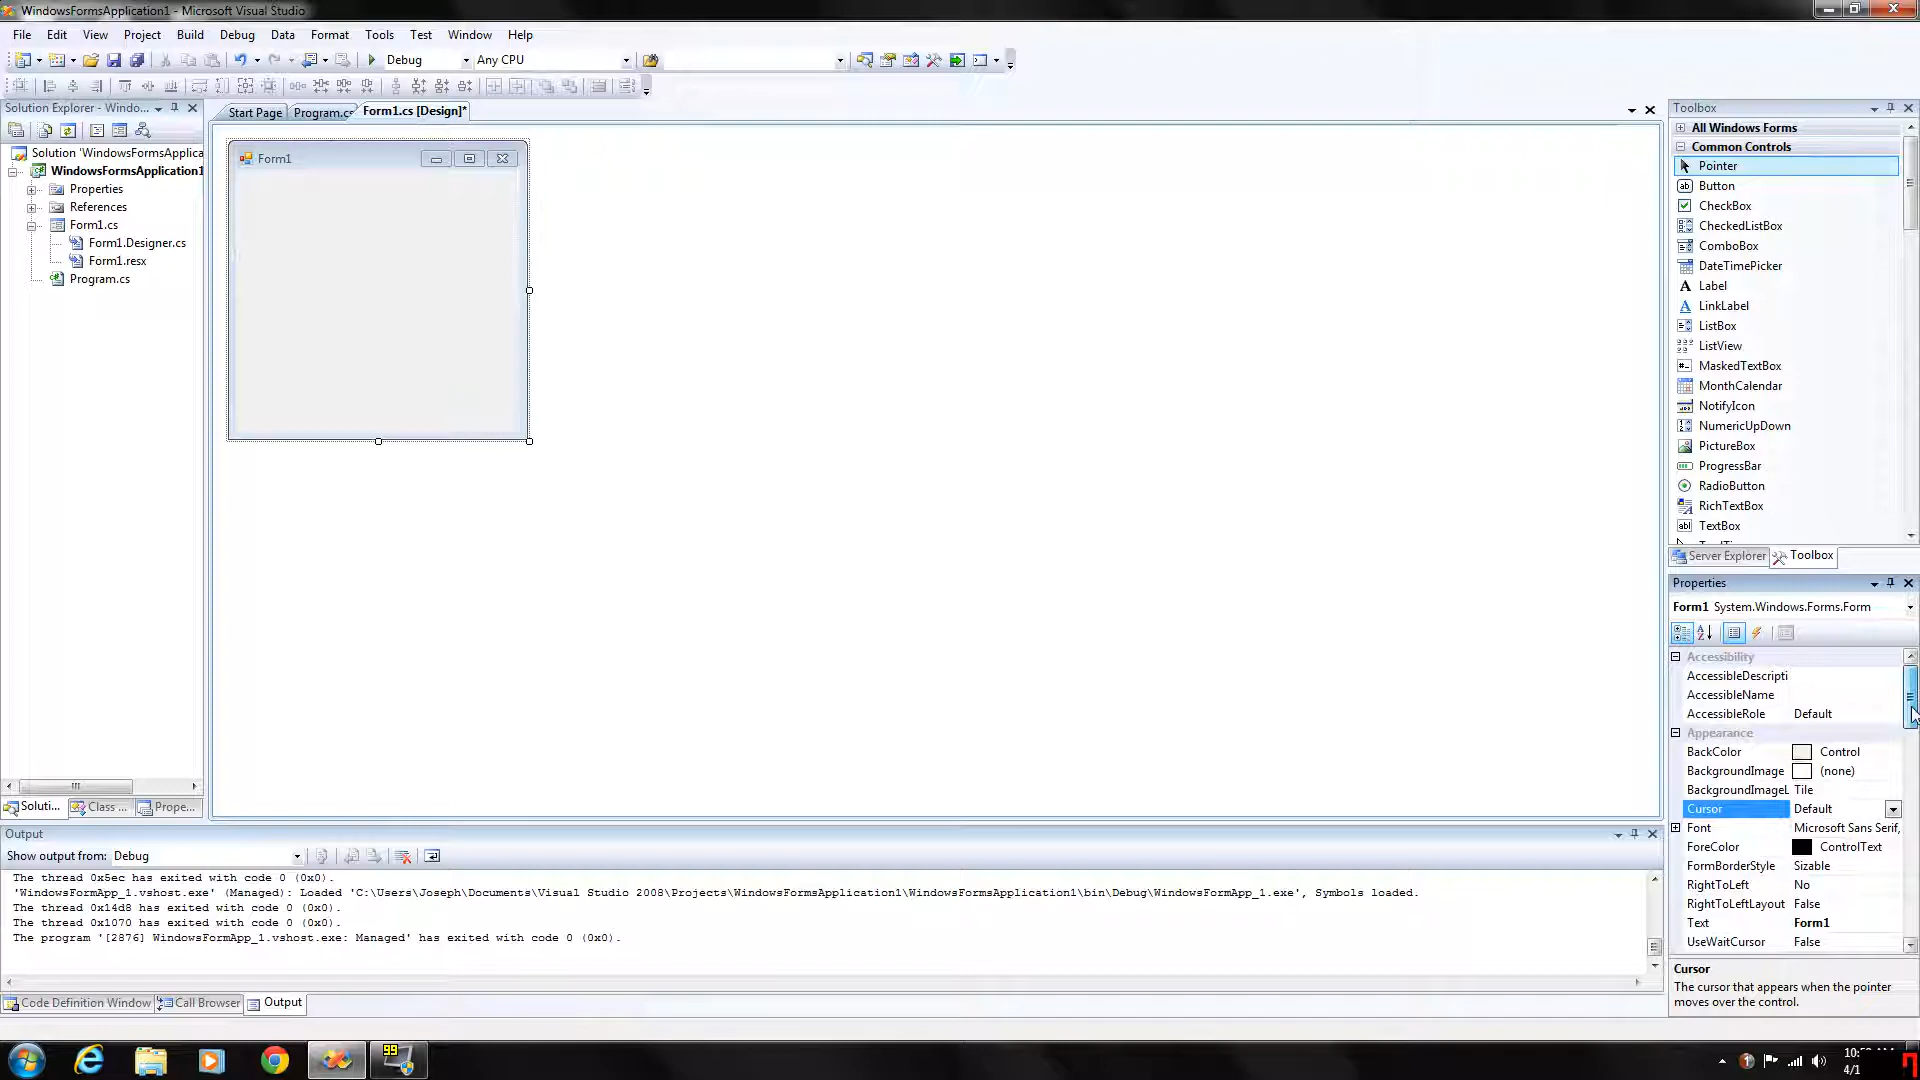 WindowsFormsApplication1 - Microsoft Visual Studio
File Edit View Project Build Debug Data Format Tools Test Window Help
Debug Any CPU
Solution Explorer - Windo...
Solution 'WindowsFormsApplica
WindowsFormsApplication1
Properties
References
Form1.cs
Form1.Designer.cs
Form1.resx
Program.cs
Soluti... Class ... Prope...
Start Page Program.cs Form1.cs [Design]*
Form1
Toolbox
All Windows Forms
Common Controls
Pointer
Button
CheckBox
CheckedListBox
ComboBox
DateTimePicker
Label
LinkLabel
ListBox
ListView
MaskedTextBox
MonthCalendar
NotifyIcon
NumericUpDown
PictureBox
ProgressBar
RadioButton
RichTextBox
TextBox
Server Explorer Toolbox
Properties
Form1 System.Windows.Forms.Form
Accessibility
AccessibleDescripti
AccessibleName
AccessibleRole Default
Appearance
BackColor Control
BackgroundImage (none)
BackgroundImageL Tile
Cursor Default
Font Microsoft Sans Serif,
ForeColor ControlText
FormBorderStyle Sizable
RightToLeft No
RightToLeftLayout False
Text Form1
UseWaitCursor False
Cursor
The cursor that appears when the pointer
moves over the control.
Output
Show output from: Debug
The thread 0x5ec has exited with code 0 (0x0).
'WindowsFormApp_1.vshost.exe' (Managed): Loaded 'C:\Users\Joseph\Documents\Visual Studio 2008\Projects\WindowsFormsApplication1\WindowsFormsApplication1\bin\Debug\WindowsFormApp_1.exe', Symbols loaded.
The thread 0x14d8 has exited with code 0 (0x0).
The thread 0x1070 has exited with code 0 (0x0).
The program '[2876] WindowsFormApp_1.vshost.exe: Managed' has exited with code 0 (0x0).
Code Definition Window Call Browser Output
99
4/1